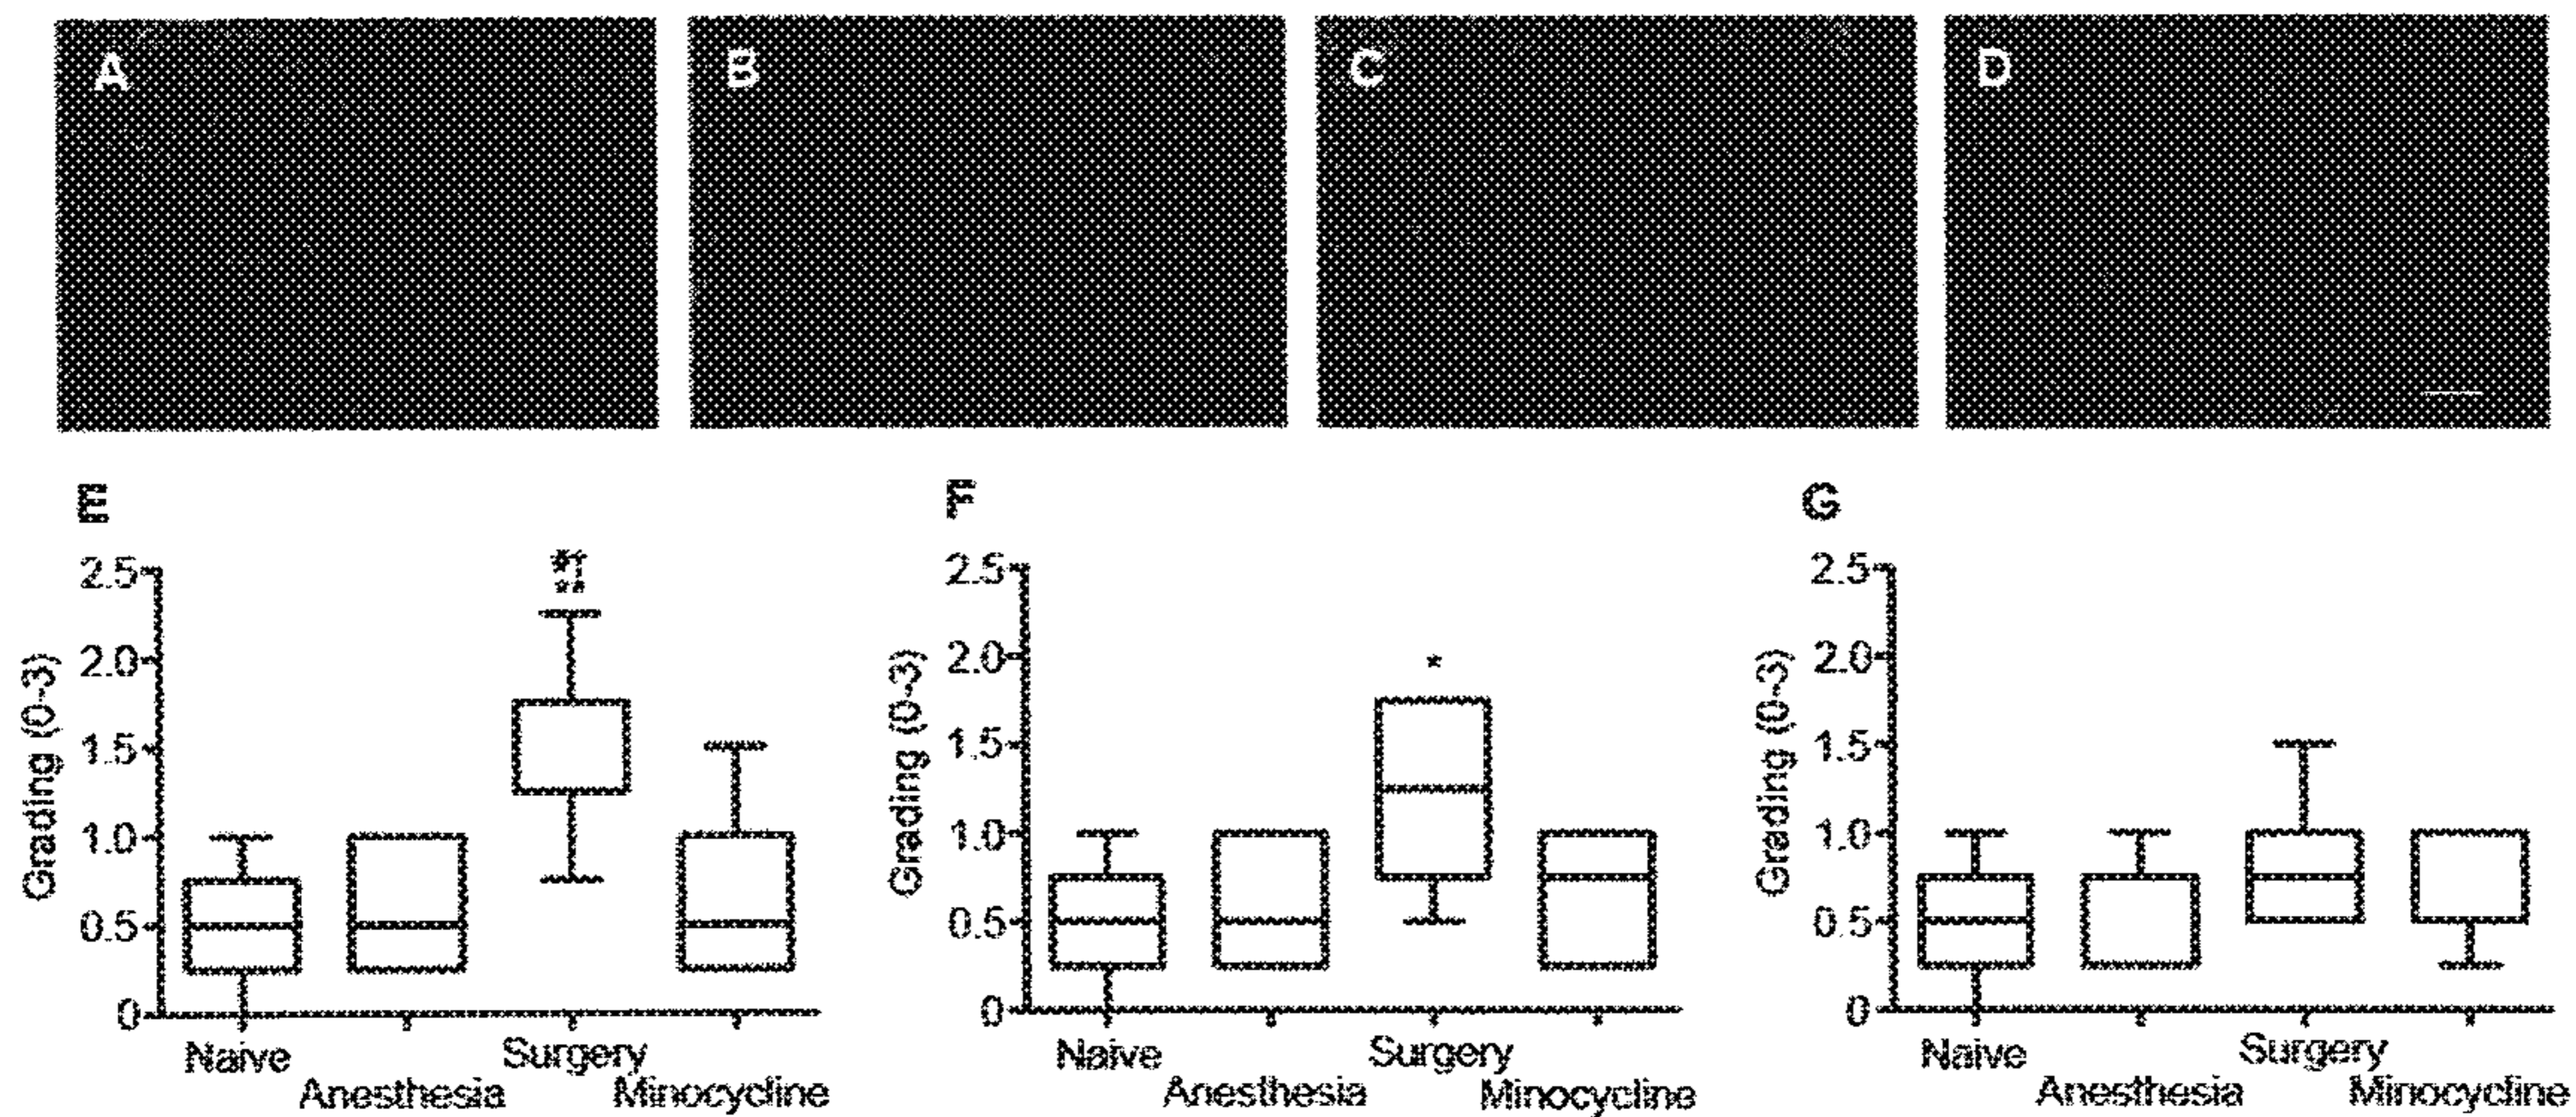 A B C D
E F G
2.5 2.5 2.5
2.0 2.0 2.0
1.5 1.5 1.5
1.0 1.0 1.0
0.5 0.5 0.5
0 0 0
Grading (0-3) Grading (0-3) Grading (0-3)
*
Naive Surgery Naive Surgery Naive Surgery
Anesthesia Minocycline Anesthesia Minocycline Anesthesia Minocycline